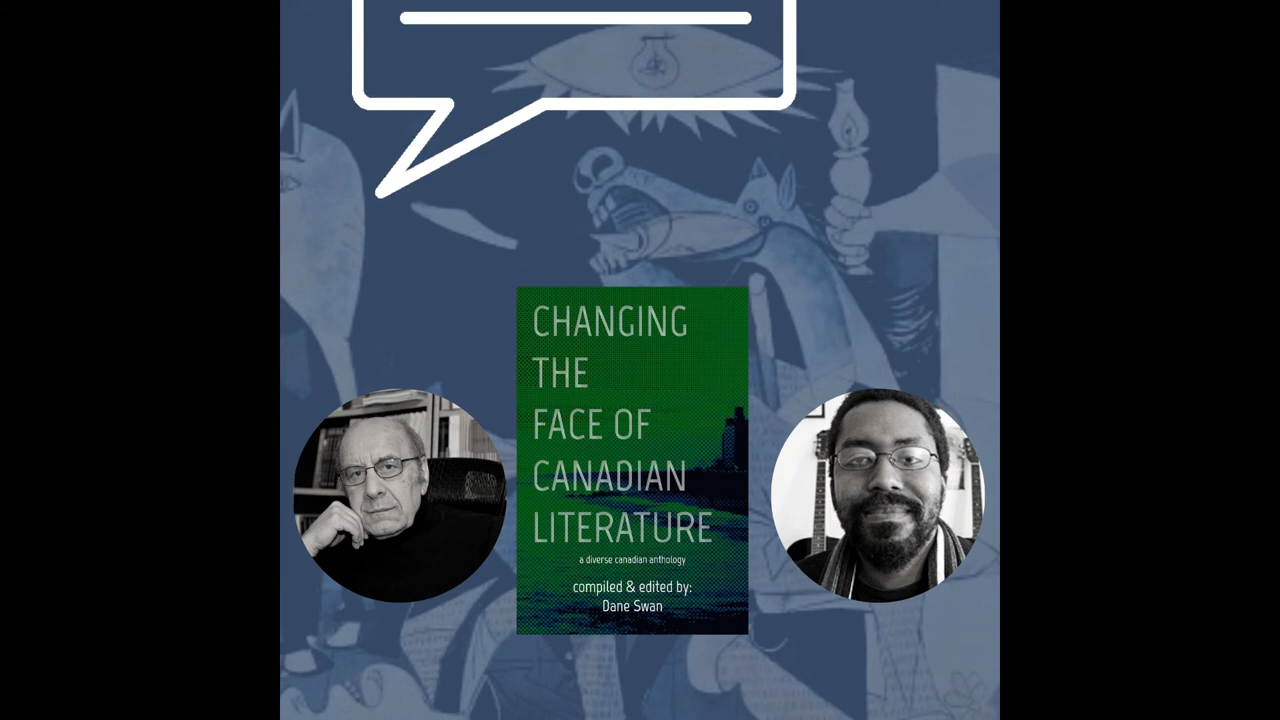 CHANGING
THE
FACE OF
CANADIAN
LITERATURE
a diverse canadian anthology
compiled & edited by:
Dane Swan